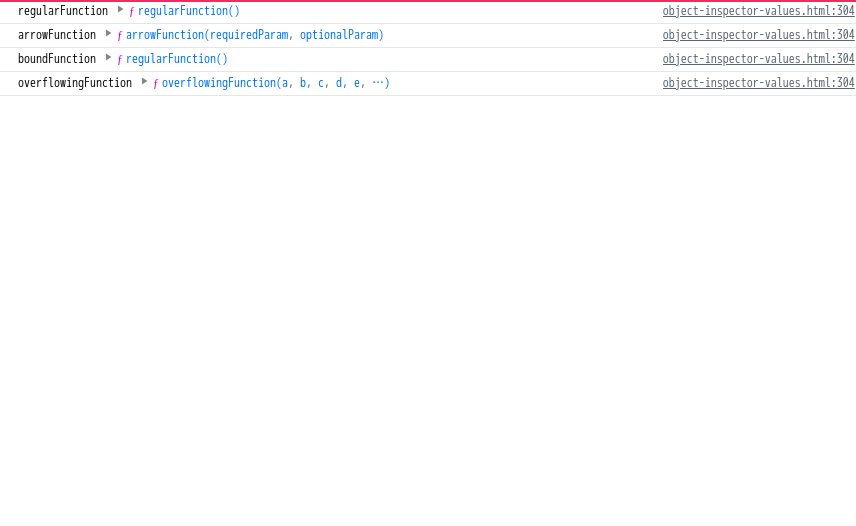 regularFunction ▶ ƒ regularFunction() object-inspector-values.html:304
arrowFunction ▶ ƒ arrowFunction(requiredParam, optionalParam) object-inspector-values.html:304
boundFunction ▶ ƒ regularFunction() object-inspector-values.html:304
overflowingFunction ▶ ƒ overflowingFunction(a, b, c, d, e, …) object-inspector-values.html:304